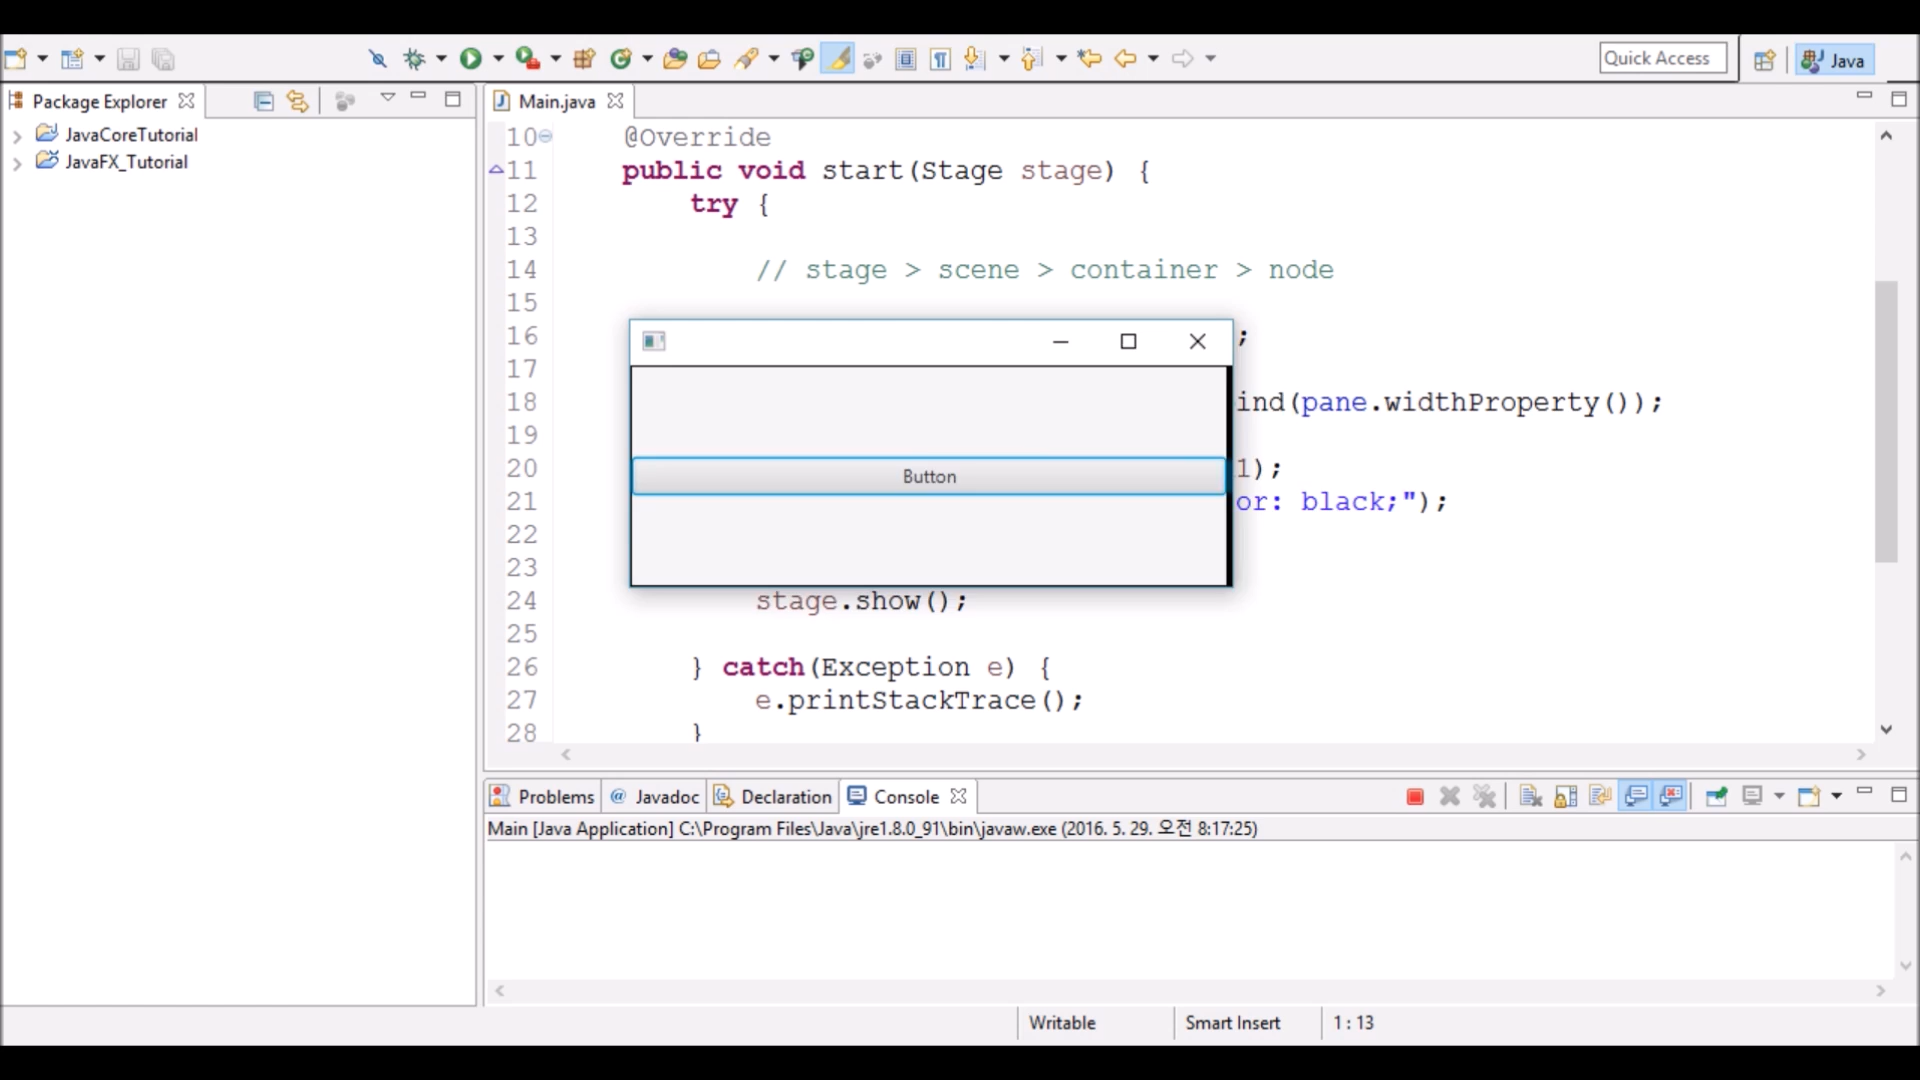 Quick Access
Java
Package Explorer
JavaCoreTutorial
JavaFX_Tutorial
Main.java
10 @Override
11 public void start(Stage stage) {
12 try {
13
14 // stage > scene > container > node
15
16 ;
17
18 ind(pane.widthProperty());
19
20 1);
21 or: black;");
22
23
24 stage.show();
25
26 } catch(Exception e) {
27 e.printStackTrace();
28 }
Button
Problems @ Javadoc Declaration Console
Main [Java Application] C:\Program Files\Java\jre1.8.0_91\bin\javaw.exe (2016. 5. 29. 오전 8:17:25)
Writable Smart Insert 1 : 13